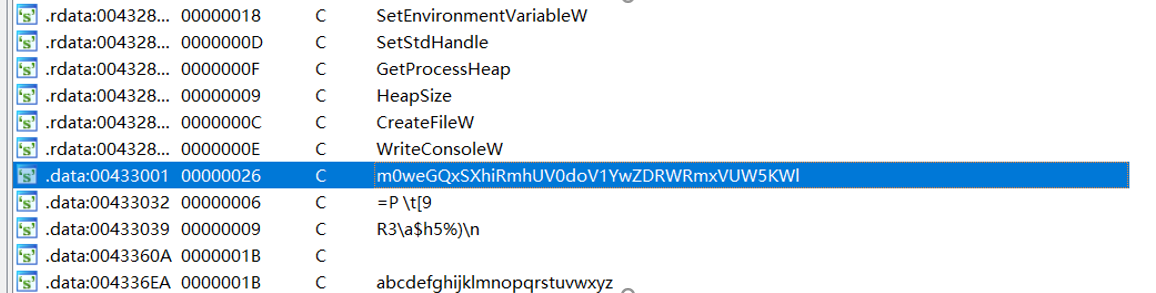 's' .rdata:004328... 00000018 C SetEnvironmentVariableW
's' .rdata:004328... 0000000D C SetStdHandle
's' .rdata:004328... 0000000F C GetProcessHeap
's' .rdata:004328... 00000009 C HeapSize
's' .rdata:004328... 0000000C C CreateFileW
's' .rdata:004328... 0000000E C WriteConsoleW
's' .data:00433001 00000026 C m0weGQxSXhiRmhUV0doV1YwZDRWRmxVUW5KWl
's' .data:00433032 00000006 C =P \t[9
's' .data:00433039 00000009 C R3\a$h5%)\n
's' .data:0043360A 0000001B C
's' .data:004336EA 0000001B C abcdefghijklmnopqrstuvwxyz